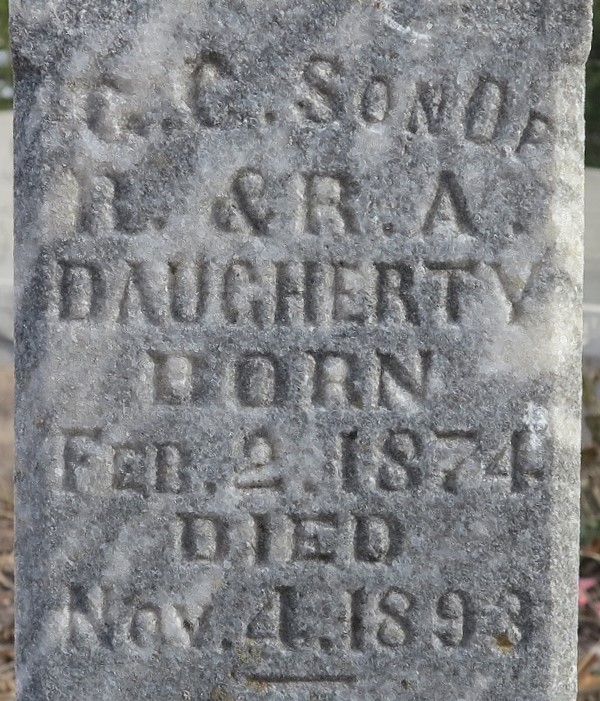 C. C. SON OF
R. & R. A.
DAUGHERTY
BORN
FEB. 2. 1874
DIED
NOV. 4. 1893